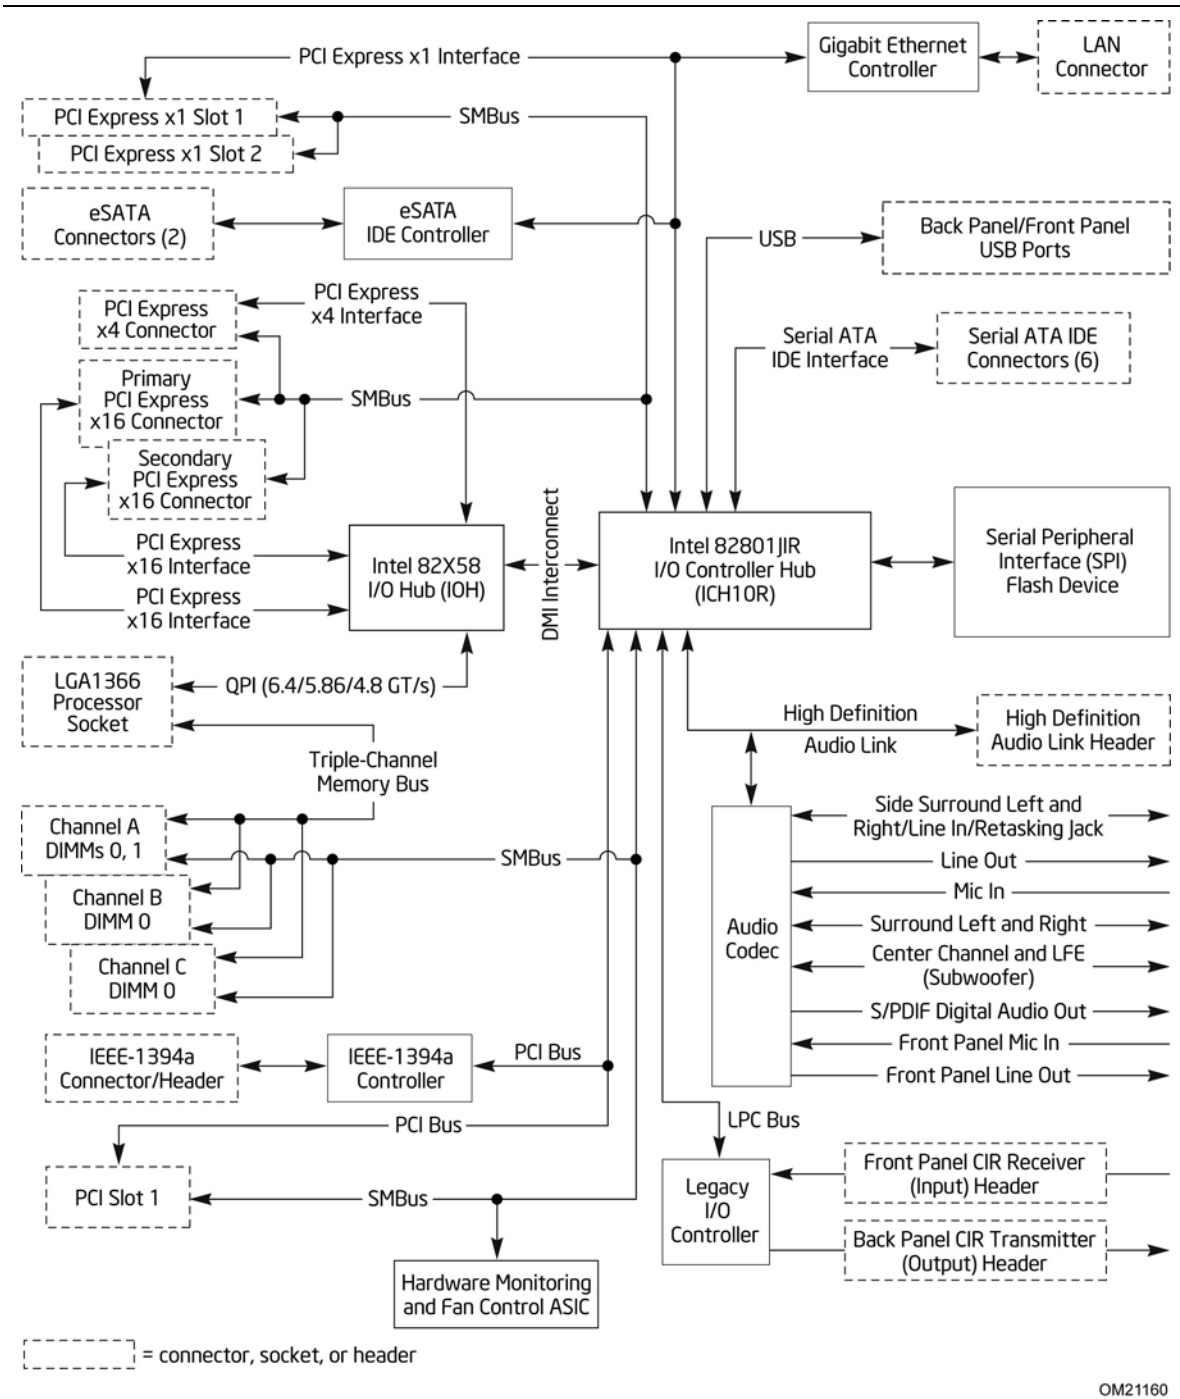 PCI Express x1 Interface
Gigabit Ethernet
Controller
LAN
Connector
PCI Express x1 Slot 1
SMBus
PCI Express x1 Slot 2
eSATA
Connectors (2)
eSATA
IDE Controller
USB
Back Panel/Front Panel
USB Ports
PCI Express
x4 Connector
PCI Express
x4 Interface
Serial ATA
IDE Interface
Serial ATA IDE
Connectors (6)
Primary
PCI Express
x16 Connector
SMBus
Secondary
PCI Express
x16 Connector
PCI Express
x16 Interface
PCI Express
x16 Interface
Intel 82X58
I/O Hub (IOH)
DMI Interconnect
Intel 82801JIR
I/O Controller Hub
(ICH10R)
Serial Peripheral
Interface (SPI)
Flash Device
LGA1366
Processor
Socket
QPI (6.4/5.86/4.8 GT/s)
Triple-Channel
Memory Bus
High Definition
Audio Link
High Definition
Audio Link Header
Channel A
DIMMs 0, 1
SMBus
Channel B
DIMM 0
Channel C
DIMM 0
Audio
Codec
Side Surround Left and
Right/Line In/Retasking Jack
Line Out
Mic In
Surround Left and Right
Center Channel and LFE
(Subwoofer)
S/PDIF Digital Audio Out
Front Panel Mic In
Front Panel Line Out
IEEE-1394a
Connector/Header
IEEE-1394a
Controller
PCI Bus
PCI Bus
LPC Bus
PCI Slot 1
SMBus
Legacy
I/O
Controller
Front Panel CIR Receiver
(Input) Header
Back Panel CIR Transmitter
(Output) Header
Hardware Monitoring
and Fan Control ASIC
= connector, socket, or header
OM21160